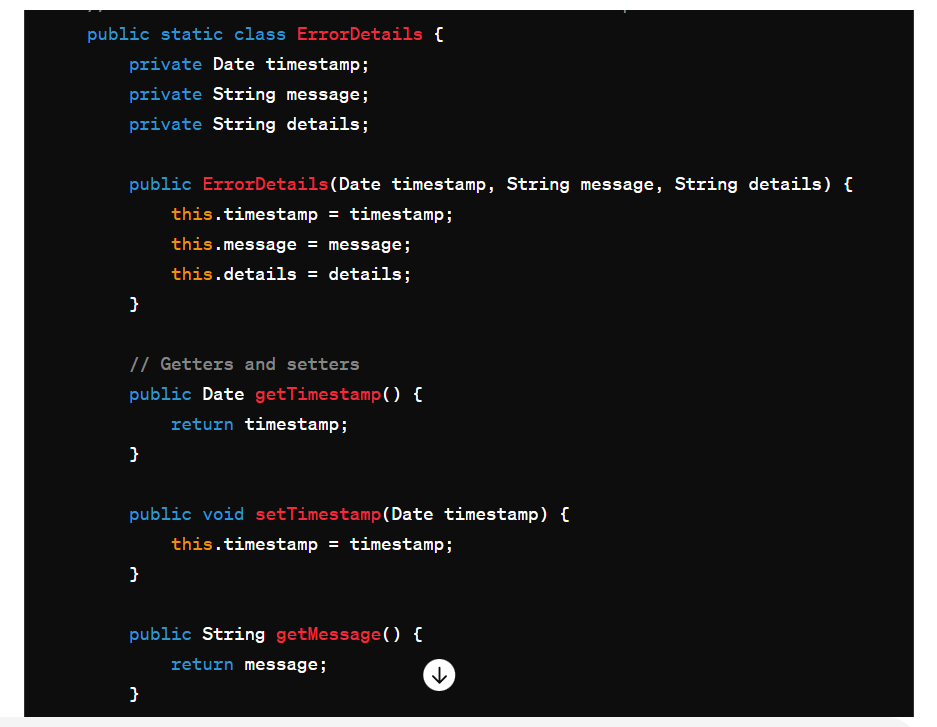 public static class ErrorDetails {
private Date timestamp;
private String message;
private String details;
public ErrorDetails(Date timestamp, String message, String details) {
this.timestamp = timestamp;
this.message = message;
this.details = details;
}
// Getters and setters
public Date getTimestamp() {
return timestamp;
}
public void setTimestamp(Date timestamp) {
this.timestamp = timestamp;
}
public String getMessage() {
return message;
}